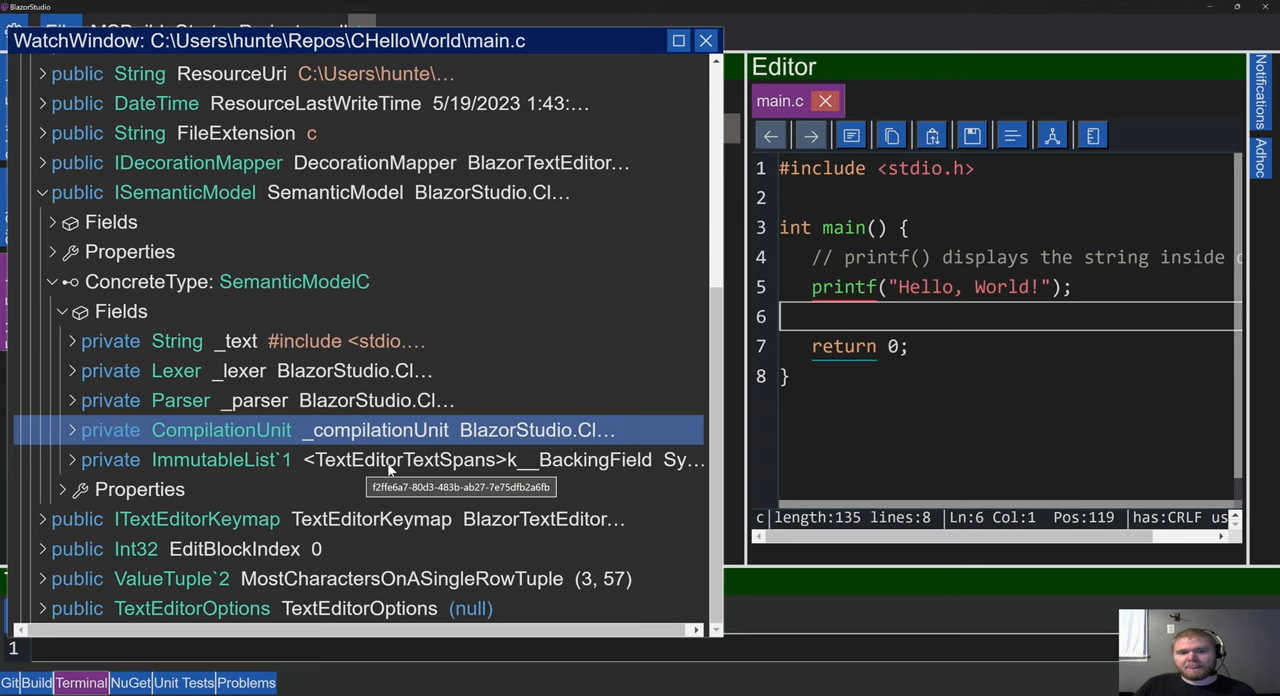 BlazorStudio
WatchWindow: C:\Users\hunte\Repos\CHelloWorld\main.c
public String ResourceUri C:\Users\hunte\...
public DateTime ResourceLastWriteTime 5/19/2023 1:43:...
public String FileExtension c
public IDecorationMapper DecorationMapper BlazorTextEditor...
public ISemanticModel SemanticModel BlazorStudio.Cl...
Fields
Properties
ConcreteType: SemanticModelC
Fields
private String _text #include <stdio....
private Lexer _lexer BlazorStudio.Cl...
private Parser _parser BlazorStudio.Cl...
private CompilationUnit _compilationUnit BlazorStudio.Cl...
private ImmutableList`1 <TextEditorTextSpans>k__BackingField Sy...
f2ffe6a7-80d3-483b-ab27-7e75dfb2a6fb
Properties
public ITextEditorKeymap TextEditorKeymap BlazorTextEditor...
public Int32 EditBlockIndex 0
public ValueTuple`2 MostCharactersOnASingleRowTuple (3, 57)
public TextEditorOptions TextEditorOptions (null)
1
Editor
main.c
1 #include <stdio.h>
2
3 int main() {
4 // printf() displays the string inside
5 printf("Hello, World!");
6
7 return 0;
8 }
c length:135 lines:8 Ln:6 Col:1 Pos:119 has:CRLF us
Notifications
Adhoc
Git Build Terminal NuGet Unit Tests Problems